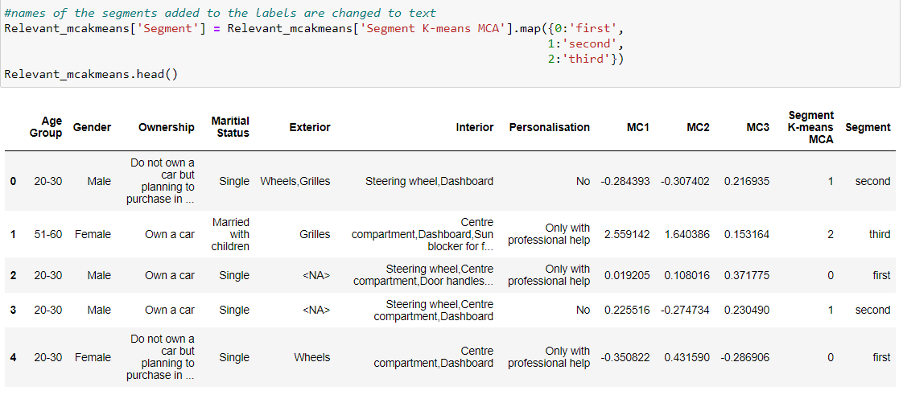 #names of the segments added to the labels are changed to text
Relevant_mcakmeans['Segment'] = Relevant_mcakmeans['Segment K-means MCA'].map({0:'first',
1:'second',
2:'third'})
Relevant_mcakmeans.head()
Age Group Gender Ownership Maritial Status Exterior Interior Personalisation MC1 MC2 MC3 Segment K-means MCA Segment
0 20-30 Male Do not own a car but planning to purchase in ... Single Wheels,Grilles Steering wheel,Dashboard No -0.284393 -0.307402 0.216935 1 second
1 51-60 Female Own a car Married with children Grilles Centre compartment,Dashboard,Sun blocker for f... Only with professional help 2.559142 1.640386 0.153164 2 third
2 20-30 Male Own a car Single <NA> Steering wheel,Centre compartment,Door handles... Only with professional help 0.019205 0.108016 0.371775 0 first
3 20-30 Male Own a car Single <NA> Steering wheel,Centre compartment,Dashboard No 0.225516 -0.274734 0.230490 1 second
4 20-30 Female Do not own a car but planning to purchase in ... Single Wheels Centre compartment,Dashboard Only with professional help -0.350822 0.431590 -0.286906 0 first